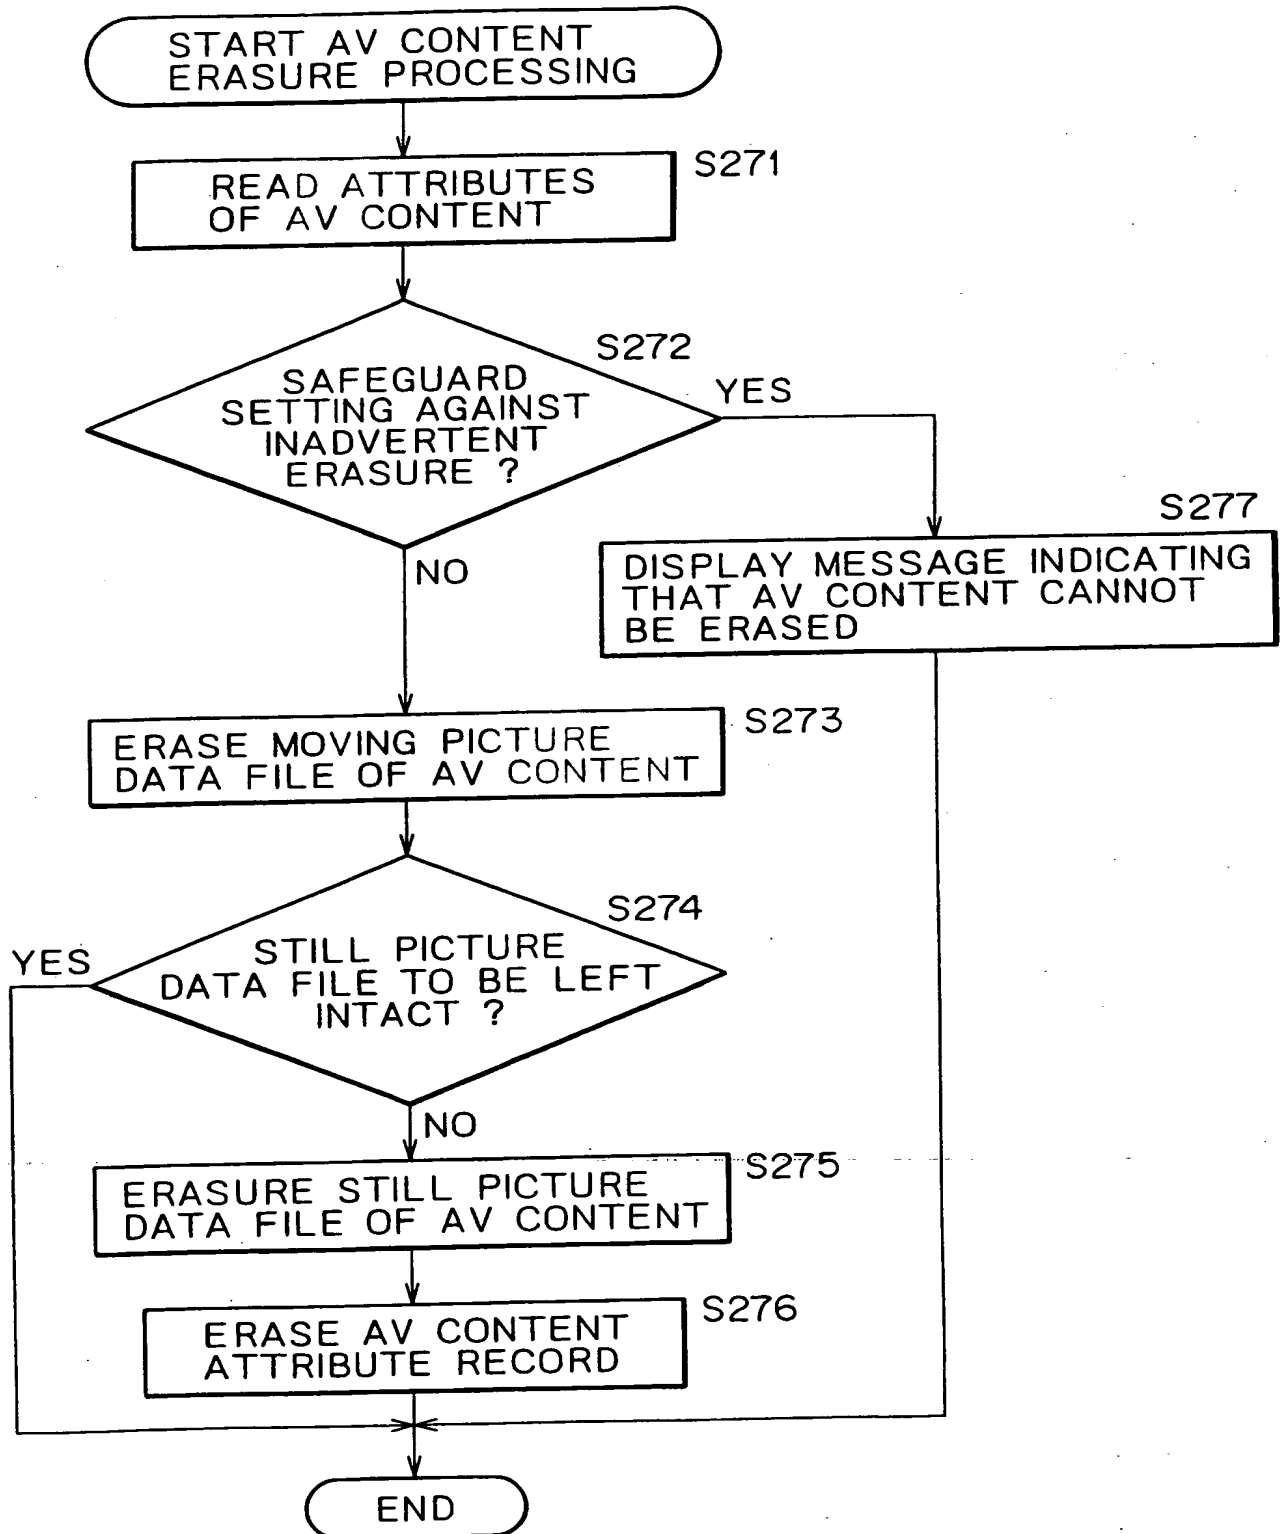 START AV CONTENT
ERASURE PROCESSING
S271
READ ATTRIBUTES
OF AV CONTENT
S272
SAFEGUARD
SETTING AGAINST
INADVERTENT
ERASURE ?
YES
NO
S277
DISPLAY MESSAGE INDICATING
THAT AV CONTENT CANNOT
BE ERASED
S273
ERASE MOVING PICTURE
DATA FILE OF AV CONTENT
S274
STILL PICTURE
DATA FILE TO BE LEFT
INTACT ?
YES
NO
S275
ERASURE STILL PICTURE
DATA FILE OF AV CONTENT
S276
ERASE AV CONTENT
ATTRIBUTE RECORD
END